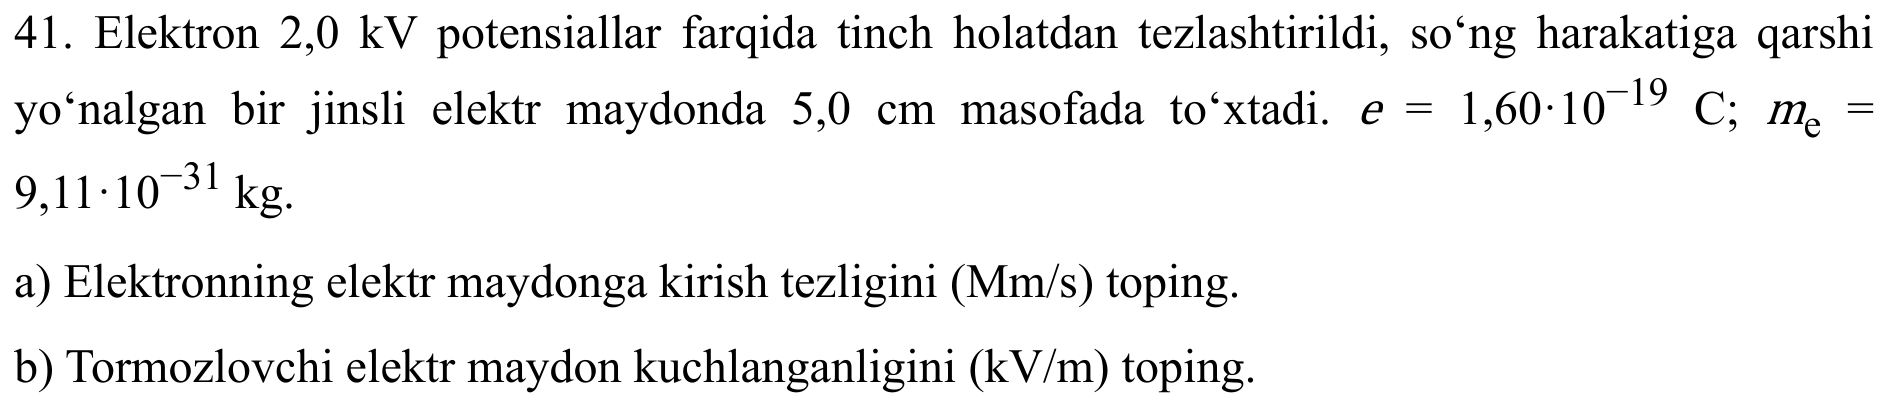 41. Elektron 2,0 kV potensiallar farqida tinch holatdan tezlashtirildi, so‘ng harakatiga qarshi
yo‘nalgan bir jinsli elektr maydonda 5,0 cm masofada to‘xtadi. e = 1,60·10⁻¹⁹ C; mₑ =
9,11·10⁻³¹ kg.
a) Elektronning elektr maydonga kirish tezligini (Mm/s) toping.
b) Tormozlovchi elektr maydon kuchlanganligini (kV/m) toping.